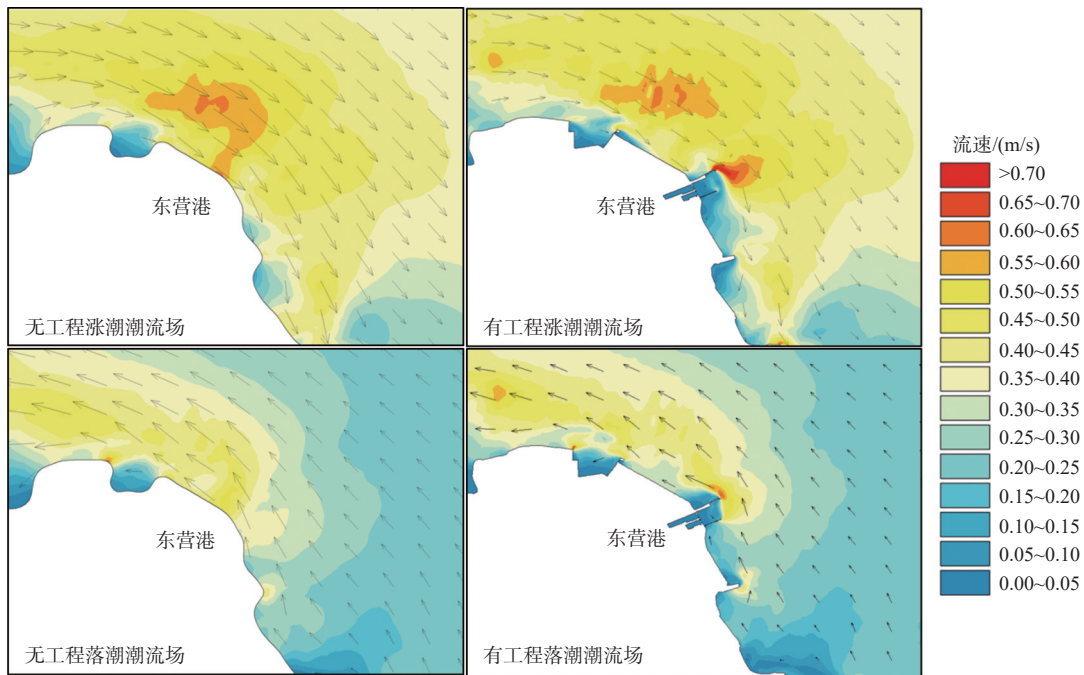 东营港
无工程涨潮潮流场
东营港
有工程涨潮潮流场
东营港
无工程落潮潮流场
东营港
有工程落潮潮流场
流速/(m/s)
>0.70
0.65~0.70
0.60~0.65
0.55~0.60
0.50~0.55
0.45~0.50
0.40~0.45
0.35~0.40
0.30~0.35
0.25~0.30
0.20~0.25
0.15~0.20
0.10~0.15
0.05~0.10
0.00~0.05